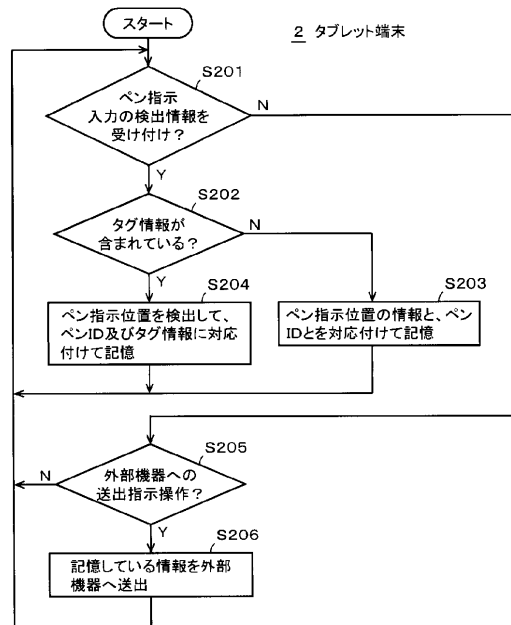 スタート
2 タブレット端末
S201
ペン指示
入力の検出情報を
受け付け？
N
Y
S202
タグ情報が
含まれている？
N
Y
S204
ペン指示位置を検出して、
ペンID及びタグ情報に対応
付けて記憶
S203
ペン指示位置の情報と、ペン
IDとを対応付けて記憶
S205
外部機器への
送出指示操作？
N
Y
S206
記憶している情報を外部
機器へ送出